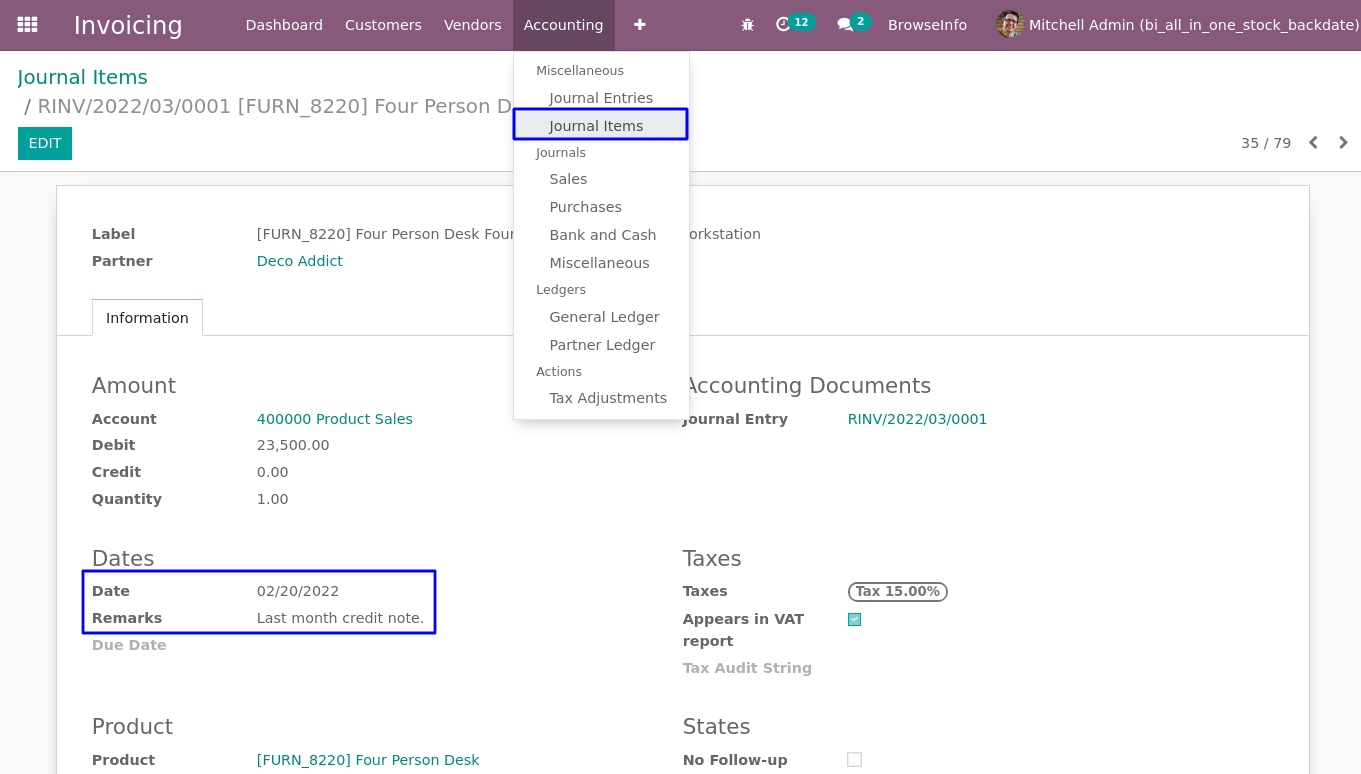 Invoicing
Dashboard Customers Vendors Accounting
12 2 BrowseInfo Mitchell Admin (bi_all_in_one_stock_backdate)
Journal Items
/ RINV/2022/03/0001 [FURN_8220] Four Person D
EDIT
35 / 79
Miscellaneous
Journal Entries
Journal Items
Journals
Sales
Purchases
Bank and Cash
Miscellaneous
Ledgers
General Ledger
Partner Ledger
Actions
Tax Adjustments
Label [FURN_8220] Four Person Desk Four orkstation
Partner Deco Addict
Information
Amount
Account 400000 Product Sales
Debit 23,500.00
Credit 0.00
Quantity 1.00
Accounting Documents
Journal Entry RINV/2022/03/0001
Dates
Date 02/20/2022
Remarks Last month credit note.
Due Date
Taxes
Taxes Tax 15.00%
Appears in VAT
report
Tax Audit String
Product
Product [FURN_8220] Four Person Desk
States
No Follow-up